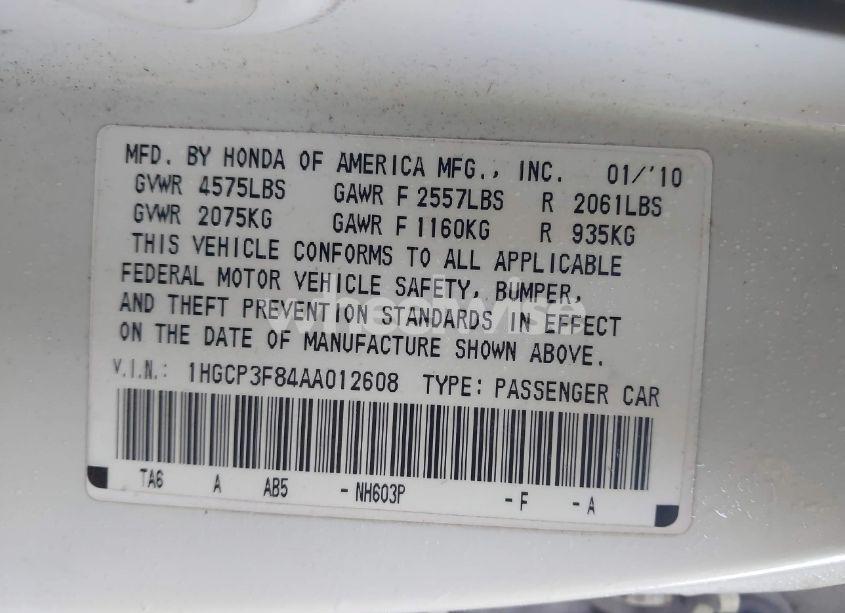 MFD. BY HONDA OF AMERICA MFG., INC. 01/'10
GVWR 4575LBS GAWR F 2557LBS R 2061LBS
GVWR 2075KG GAWR F 1160KG R 935KG
THIS VEHICLE CONFORMS TO ALL APPLICABLE
FEDERAL MOTOR VEHICLE SAFETY, BUMPER,
AND THEFT PREVENTION STANDARDS IN EFFECT
ON THE DATE OF MANUFACTURE SHOWN ABOVE.
V.I.N.: 1HGCP3F84AA012608 TYPE: PASSENGER CAR
TA6 A AB5 -NH603P -F -A
wheelwise